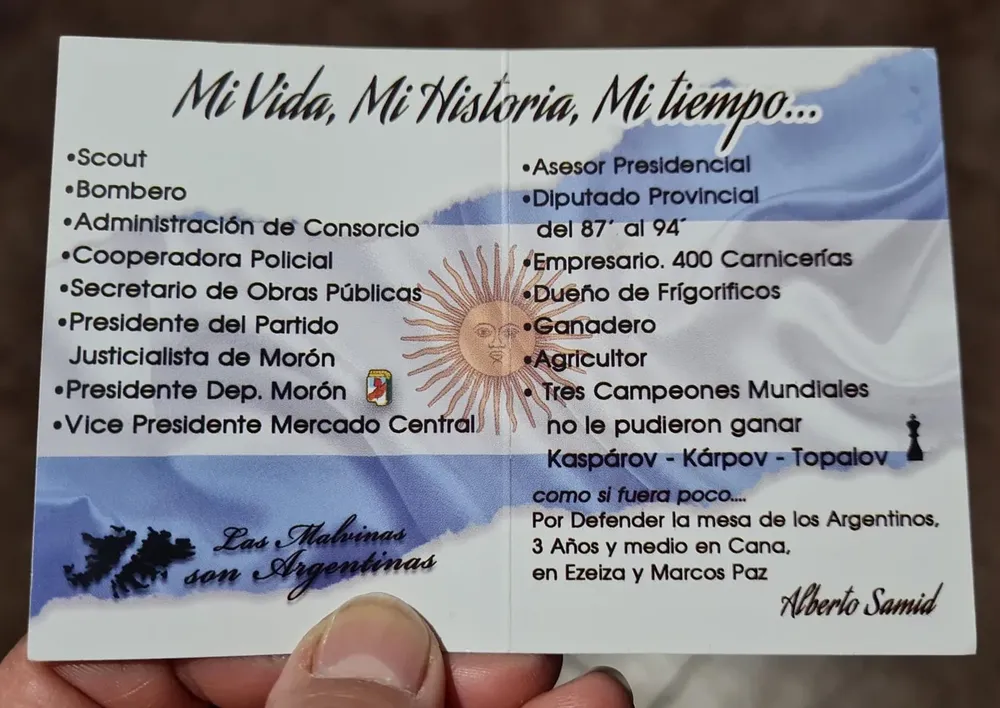 Mi Vida, Mi Historia, Mi tiempo...
•Scout
•Bombero
•Administración de Consorcio
•Cooperadora Policial
•Secretario de Obras Públicas
•Presidente del Partido
Justicialista de Morón
•Presidente Dep. Morón
•Vice Presidente Mercado Central
Las Malvinas
son Argentinas
•Asesor Presidencial
•Diputado Provincial
del 87´ al 94´
•Empresario. 400 Carnicerías
•Dueño de Frígorificos
•Ganadero
•Agricultor
•Tres Campeones Mundiales
no le pudieron ganar
Kaspárov - Kárpov - Topalov
como si fuera poco....
Por Defender la mesa de los Argentinos,
3 Años y medio en Cana,
en Ezeiza y Marcos Paz
Alberto Samid